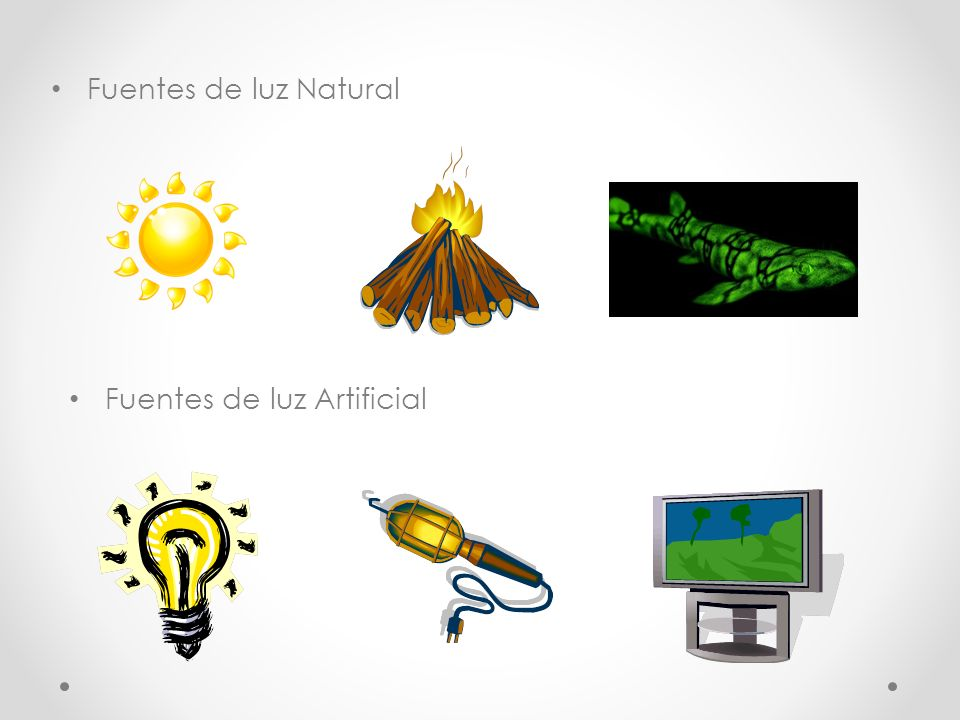 • Fuentes de luz Natural
• Fuentes de luz Artificial